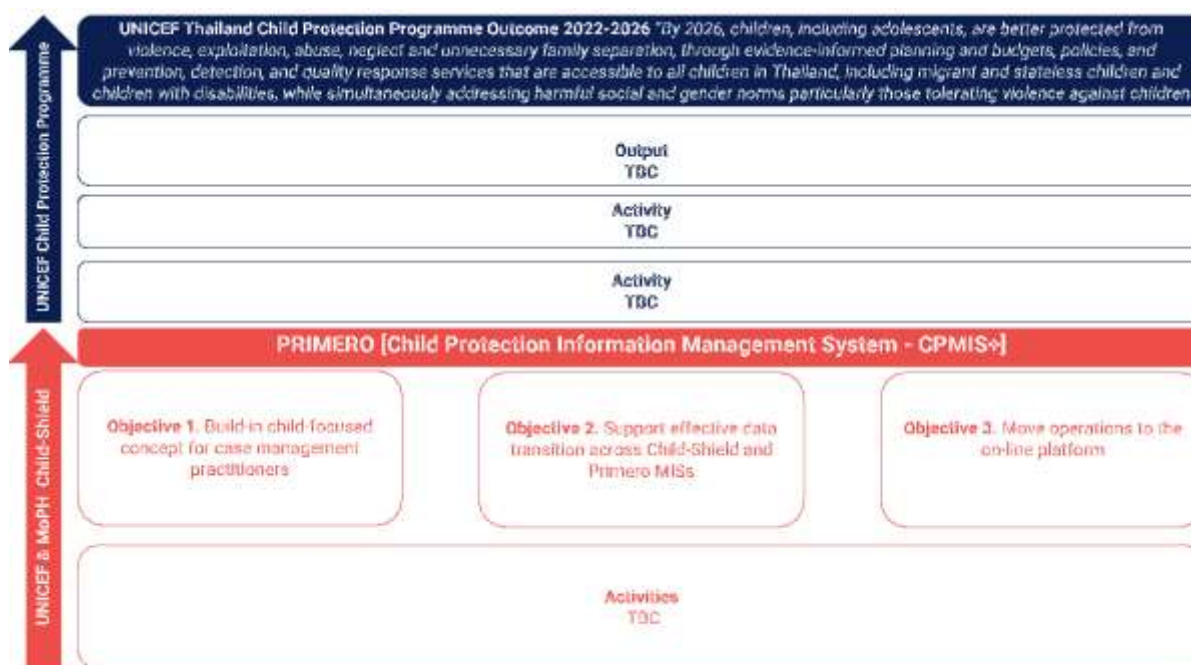 UNICEF Thailand Child Protection Programme Outcome 2022-2026 "By 2026, children, including adolescents, are better protected from
violence, exploitation, abuse, neglect and unnecessary family separation, through evidence-informed planning and budgets, policies, and
prevention, detection, and quality response services that are accessible to all children in Thailand, including migrant and stateless children and
children with disabilities, while simultaneously addressing harmful social and gender norms particularly those tolerating violence against children
UNICEF Child Protection Programme
Output
TBC
Activity
TBC
Activity
TBC
PRIMERO [Child Protection Information Management System - CPMIS+]
UNICEF & MoPH Child-Shield
Objective 1. Build-in child-focused
concept for case management
practitioners
Objective 2. Support effective data
transition across Child-Shield and
Primero MISs
Objective 3. Move operations to the
on-line platform
Activities
TBC